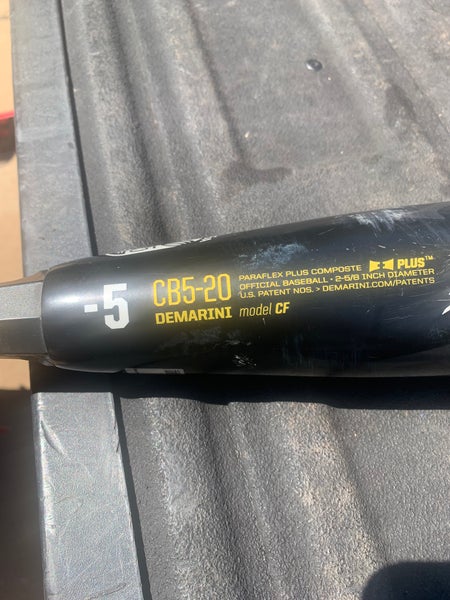 -5
CB5-20
DEMARINI model CF
PARAFLEX PLUS COMPOSITE PLUS™
OFFICIAL BASEBALL • 2-5/8 INCH DIAMETER
U.S. PATENT NOS. > DEMARINI.COM/PATENTS